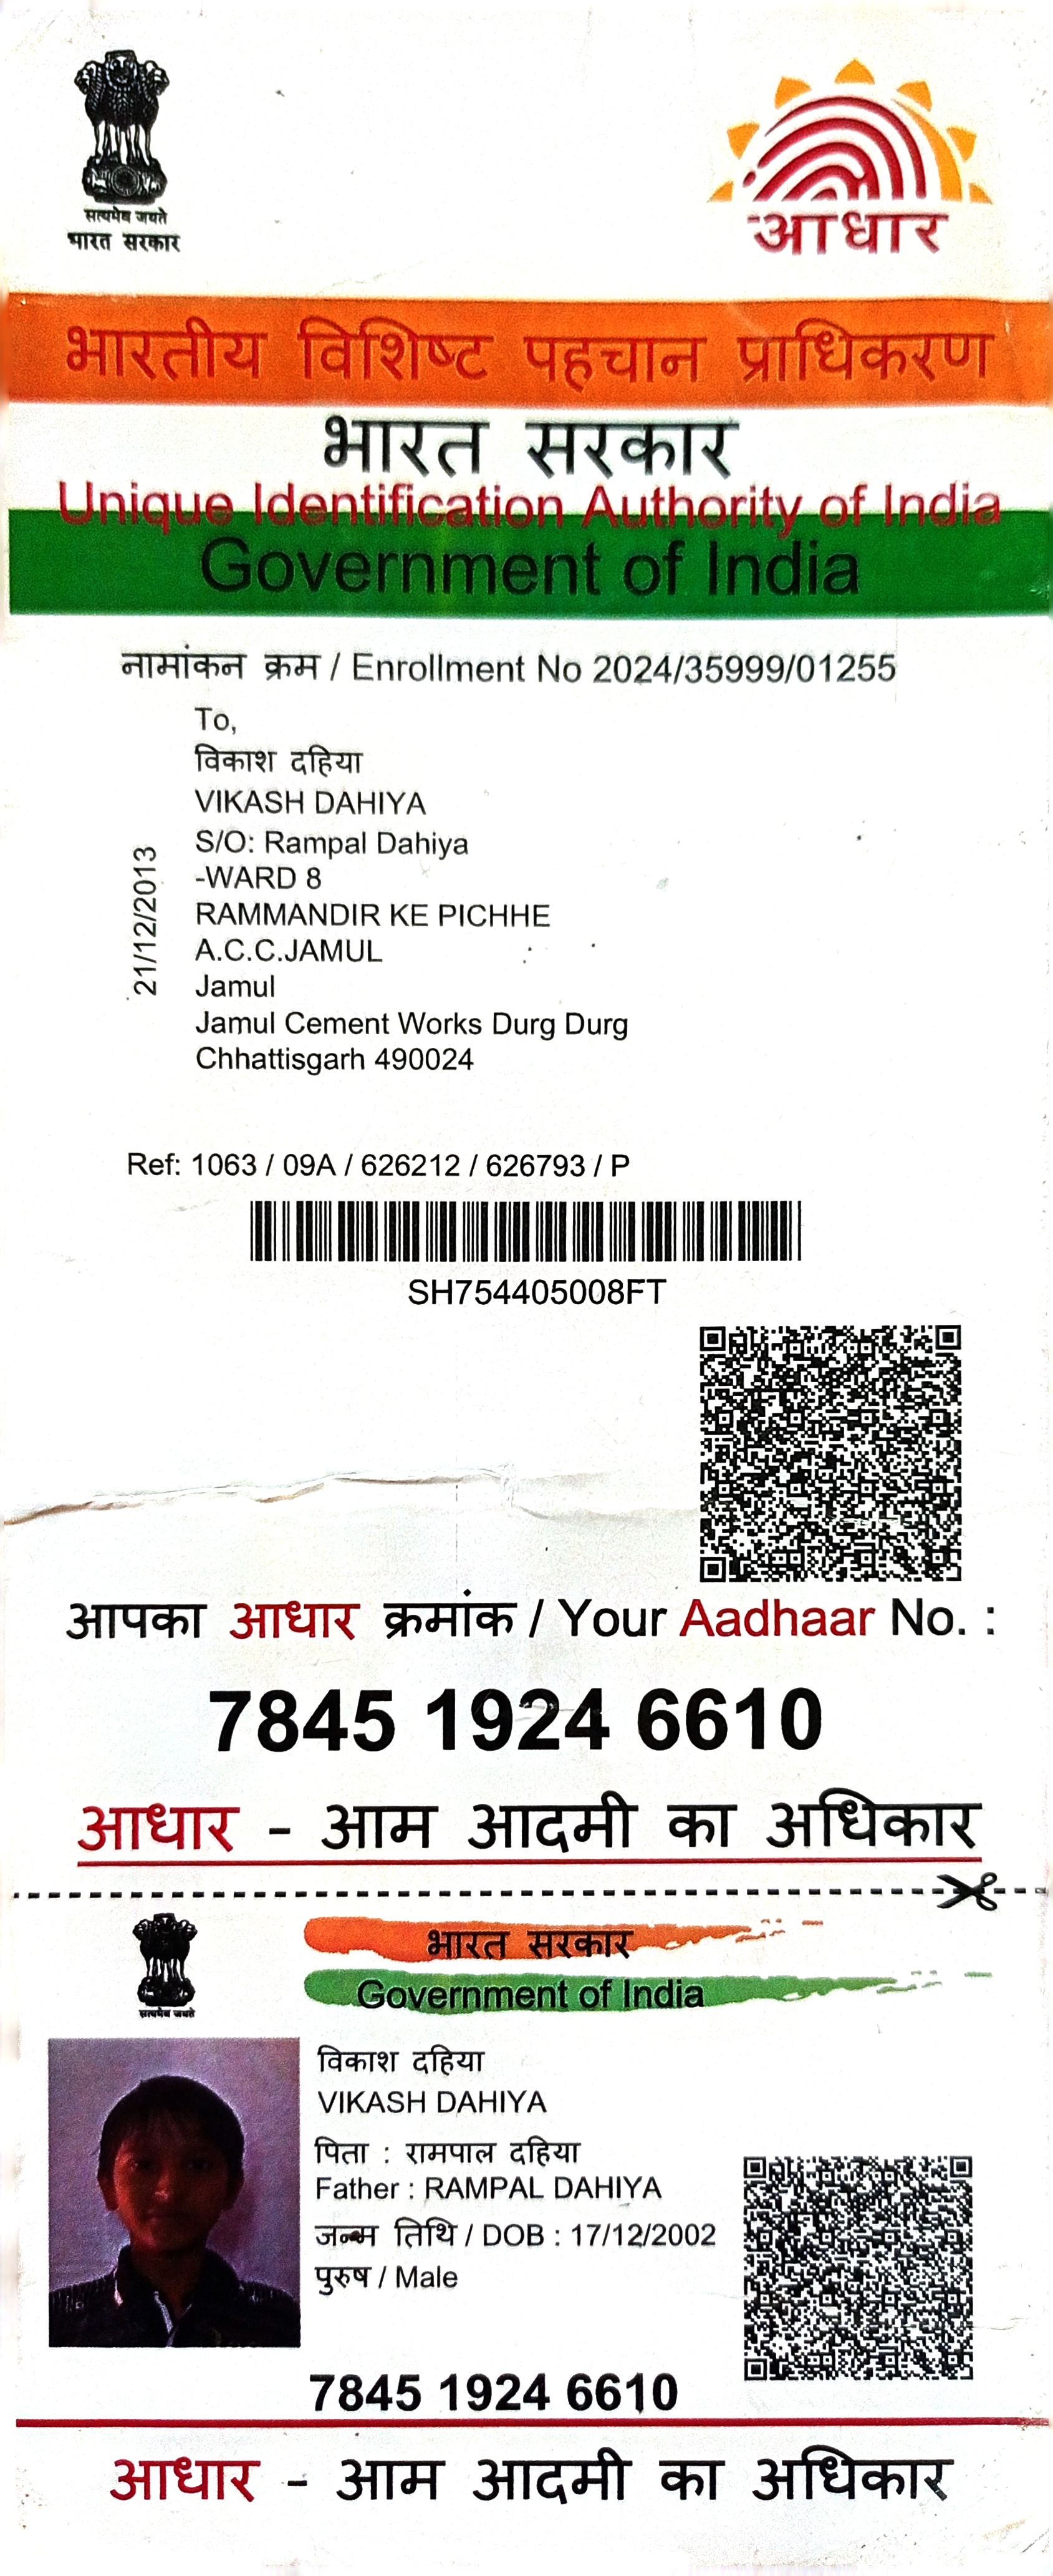 सत्यमेव जयते
भारत सरकार
आधार
भारतीय विशिष्ट पहचान प्राधिकरण
भारत सरकार
Unique Identification Authority of India
Government of India
नामांकन क्रम / Enrollment No 2024/35999/01255
To,
विकाश दहिया
VIKASH DAHIYA
S/O: Rampal Dahiya
-WARD 8
RAMMANDIR KE PICHHE
A.C.C.JAMUL
Jamul
Jamul Cement Works Durg Durg
Chhattisgarh 490024
21/12/2013
Ref: 1063 / 09A / 626212 / 626793 / P
SH754405008FT
आपका आधार क्रमांक / Your Aadhaar No. :
7845 1924 6610
आधार - आम आदमी का अधिकार
भारत सरकार
Government of India
सत्यमेव जयते
विकाश दहिया
VIKASH DAHIYA
पिता : रामपाल दहिया
Father : RAMPAL DAHIYA
जन्म तिथि / DOB : 17/12/2002
पुरुष / Male
7845 1924 6610
आधार - आम आदमी का अधिकार